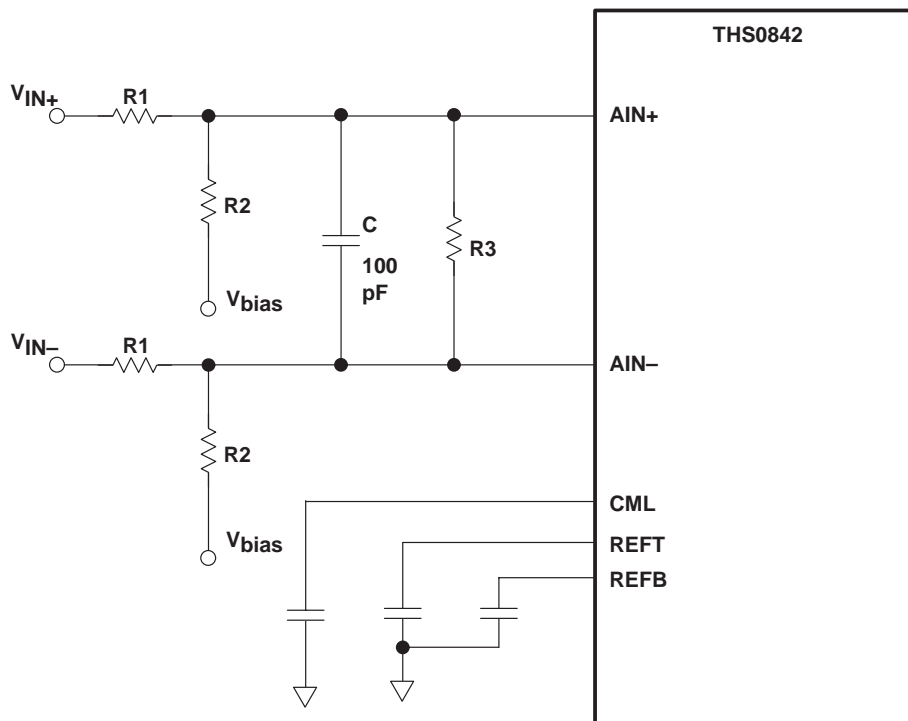 THS0842
VIN+
R1
AIN+
R2
C
100
pF
R3
Vbias
VIN–
R1
AIN–
R2
CML
Vbias
REFT
REFB